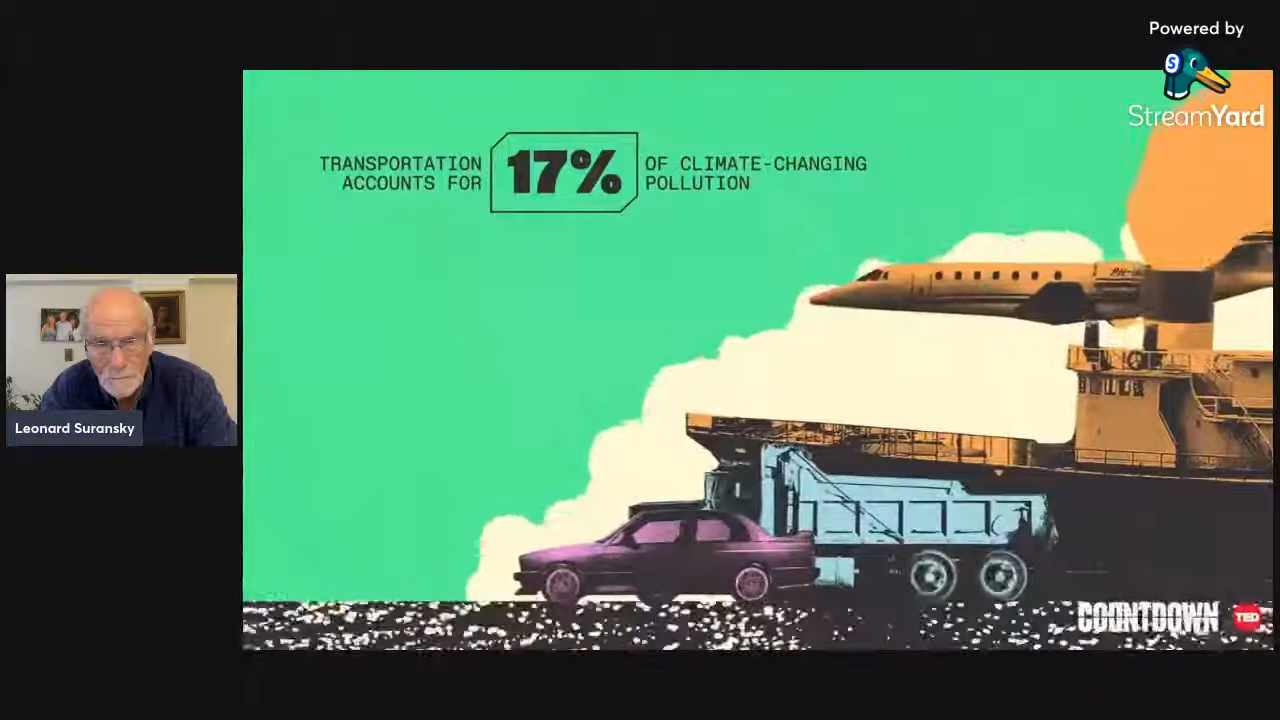 Powered by
StreamYard
TRANSPORTATION
ACCOUNTS FOR
17%
OF CLIMATE-CHANGING
POLLUTION
Leonard Suransky
COUNTDOWN
TED